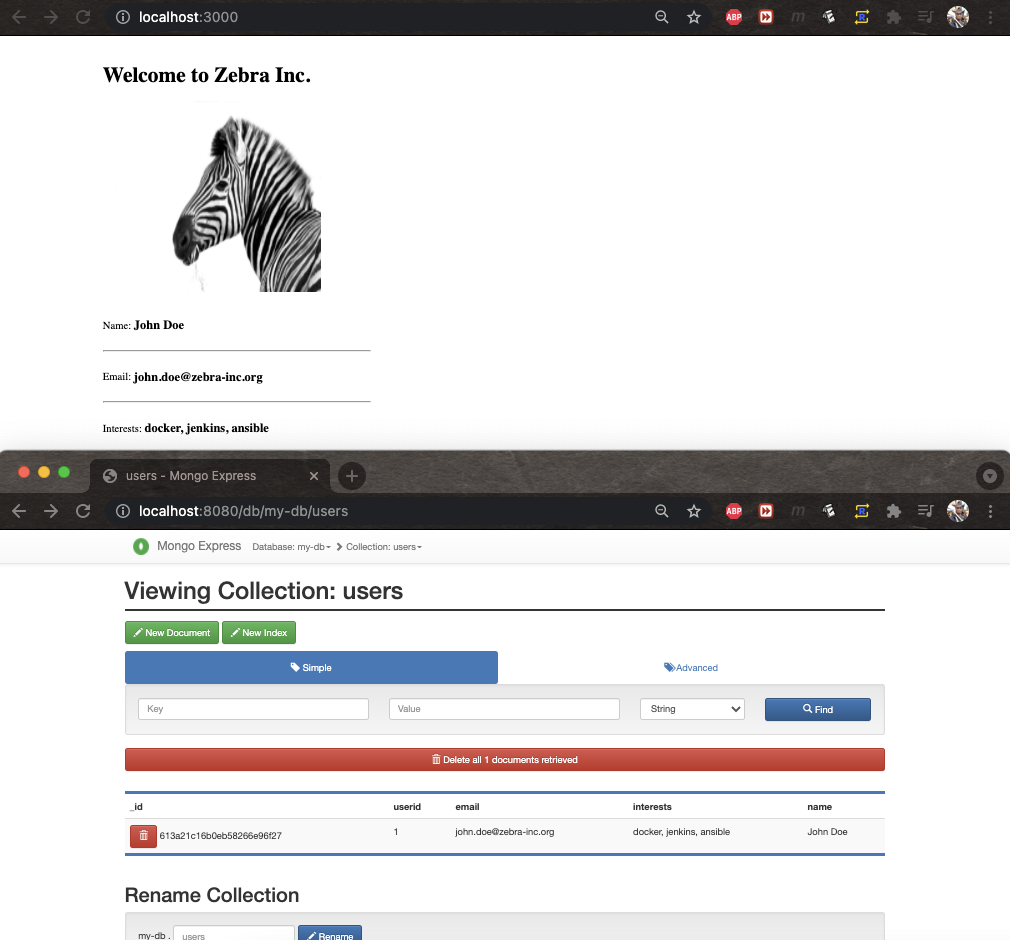 localhost:3000
ABP
m
R
Welcome to Zebra Inc.
Name: John Doe
Email: john.doe@zebra-inc.org
Interests: docker, jenkins, ansible
users - Mongo Express
localhost:8080/db/my-db/users
ABP
m
R
Mongo Express Database: my-db Collection: users
Viewing Collection: users
New Document New Index
Simple Advanced
Key Value String Find
Delete all 1 documents retrieved
_id userid email interests name
613a21c16b0eb58266e96f27 1 john.doe@zebra-inc.org docker, jenkins, ansible John Doe
Rename Collection
my-db . users Rename